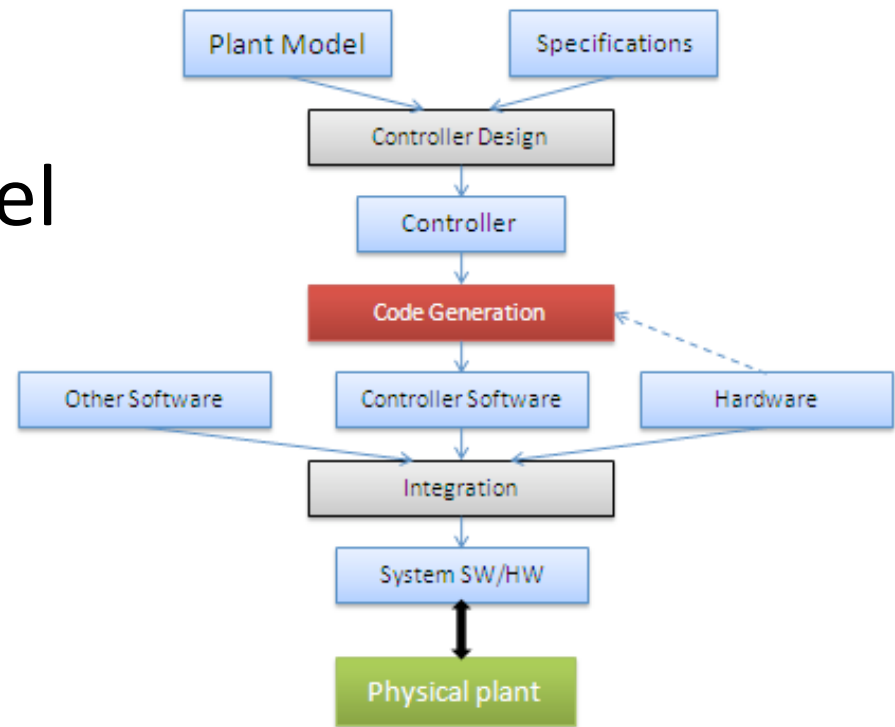 Plant Model
Specifications
Controller Design
el
Controller
Code Generation
Other Software
Controller Software
Hardware
Integration
System SW/HW
Physical plant